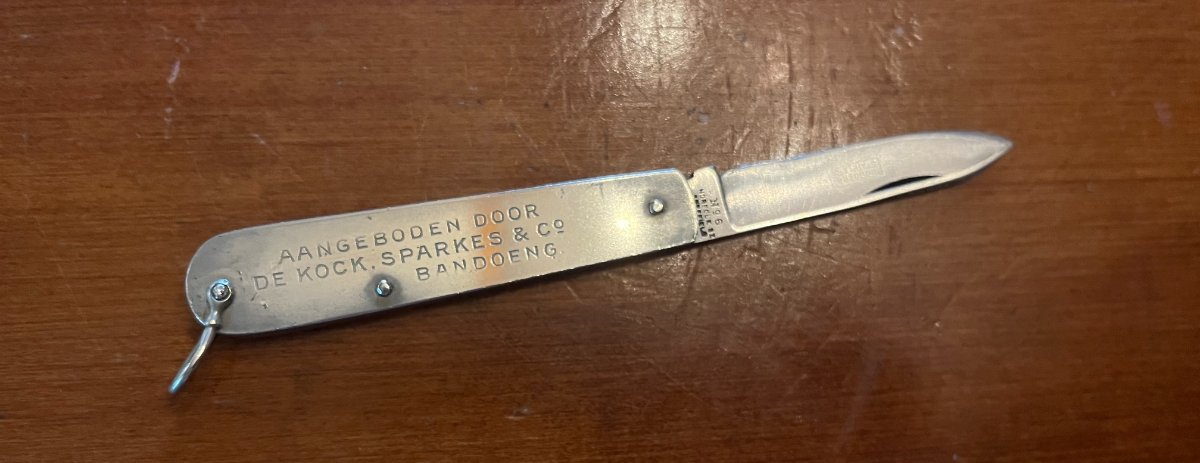 AANGEBODEN DOOR
DE KOCK, SPARKES & Co
BANDOENG.